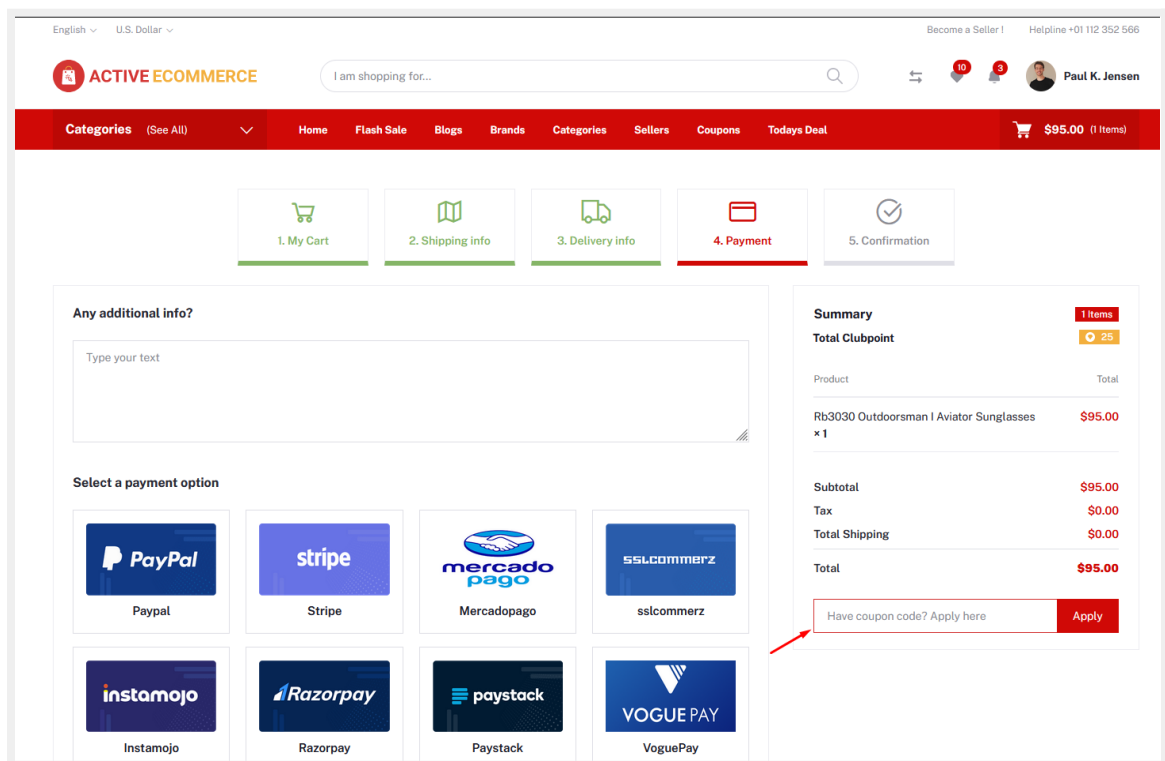 English U.S. Dollar Become a Seller ! Helpline +01 112 352 566
ACTIVE ECOMMERCE I am shopping for... 10 3 Paul K. Jensen
Categories (See All) Home Flash Sale Blogs Brands Categories Sellers Coupons Todays Deal $95.00 (1 Items)
1. My Cart 2. Shipping info 3. Delivery info 4. Payment 5. Confirmation
Any additional info?
Type your text
Select a payment option
PayPal stripe mercado pago sslcommerz
Paypal Stripe Mercadopago sslcommerz
instamojo Razorpay paystack VOGUE PAY
Instamojo Razorpay Paystack VoguePay
Summary 1 Items
Total Clubpoint 25
Product Total
Rb3030 Outdoorsman I Aviator Sunglasses $95.00
× 1
Subtotal $95.00
Tax $0.00
Total Shipping $0.00
Total $95.00
Have coupon code? Apply here Apply